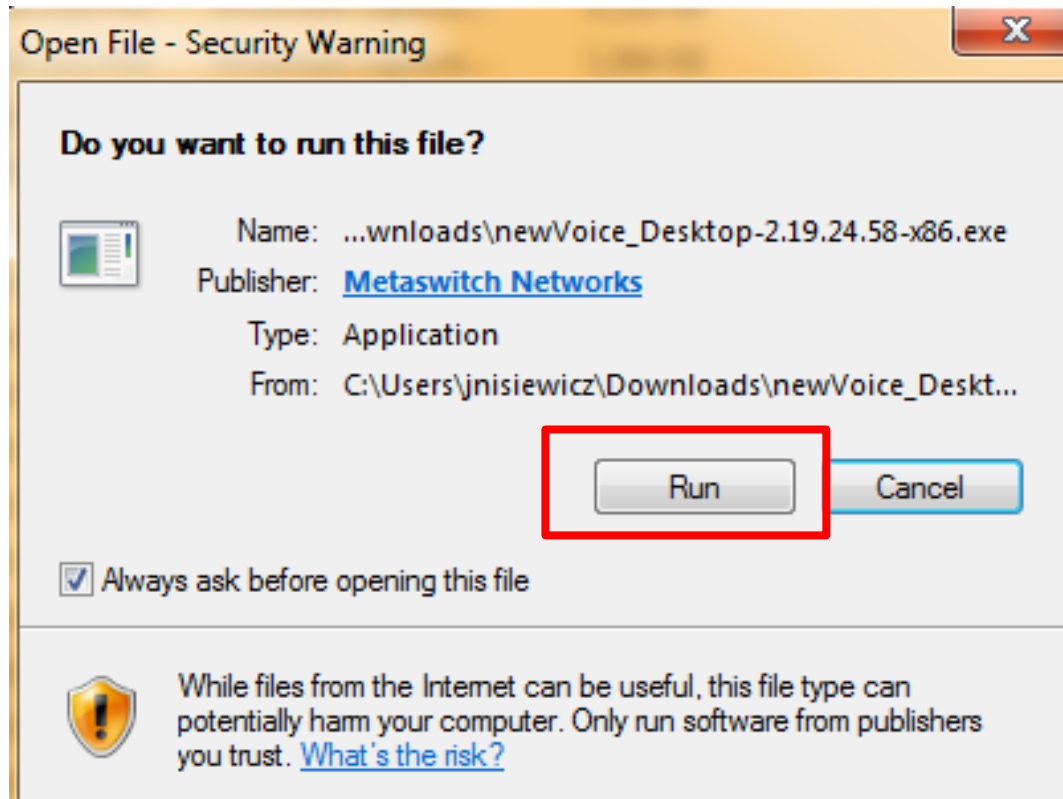 Open File - Security Warning
Do you want to run this file?
Name: ...wnloads\newVoice_Desktop-2.19.24.58-x86.exe
Publisher: Metaswitch Networks
Type: Application
From: C:\Users\jnisiewicz\Downloads\newVoice_Deskt...
Run Cancel
Always ask before opening this file
While files from the Internet can be useful, this file type can
potentially harm your computer. Only run software from publishers
you trust. What's the risk?